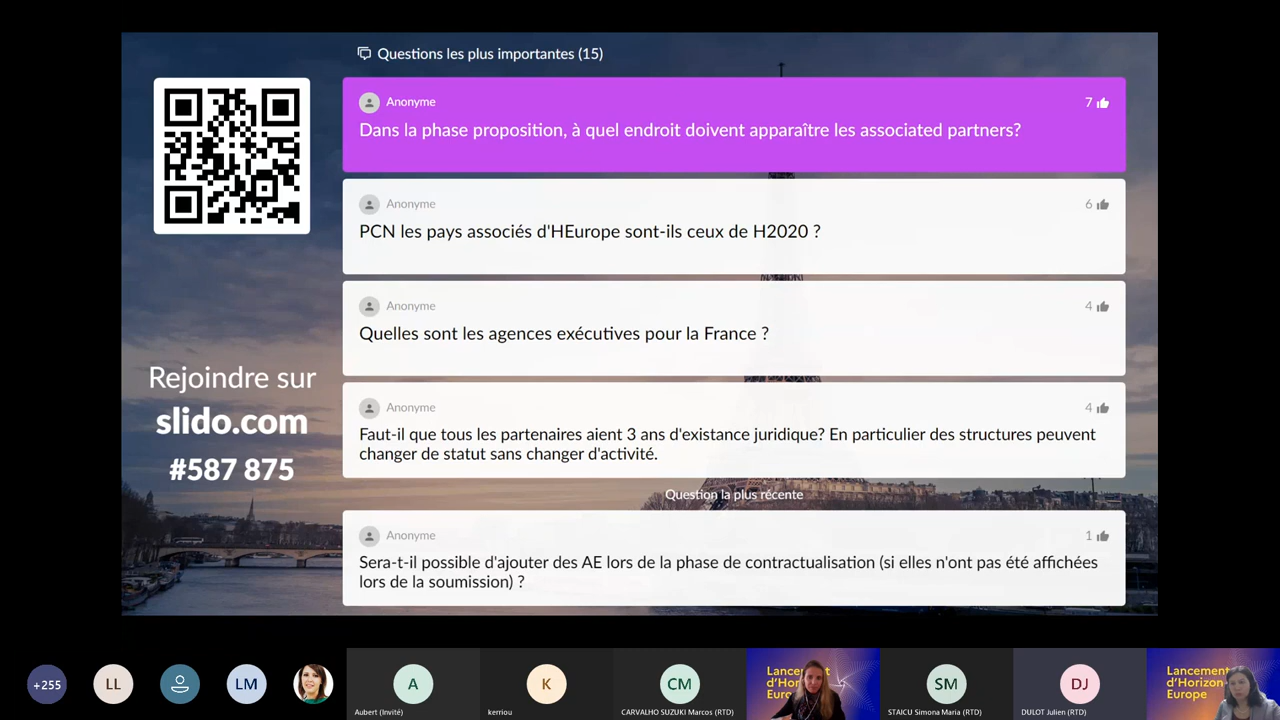 Questions les plus importantes (15)
Anonyme
7
Dans la phase proposition, à quel endroit doivent apparaître les associated partners?
Anonyme
6
PCN les pays associés d'HEurope sont-ils ceux de H2020 ?
Anonyme
4
Quelles sont les agences exécutives pour la France ?
Anonyme
4
Faut-il que tous les partenaires aient 3 ans d'existance juridique? En particulier des structures peuvent
changer de statut sans changer d'activité.
Question la plus récente
Anonyme
1
Sera-t-il possible d'ajouter des AE lors de la phase de contractualisation (si elles n'ont pas été affichées
lors de la soumission) ?
Rejoindre sur
slido.com
#587 875
+255
LL
LM
A
Aubert (Invité)
K
kerriou
CM
CARVALHO SUZUKI Marcos (RTD)
SM
STAICU Simona Maria (RTD)
DJ
DULOT Julien (RTD)
Lancement
d'Horizon
Europe